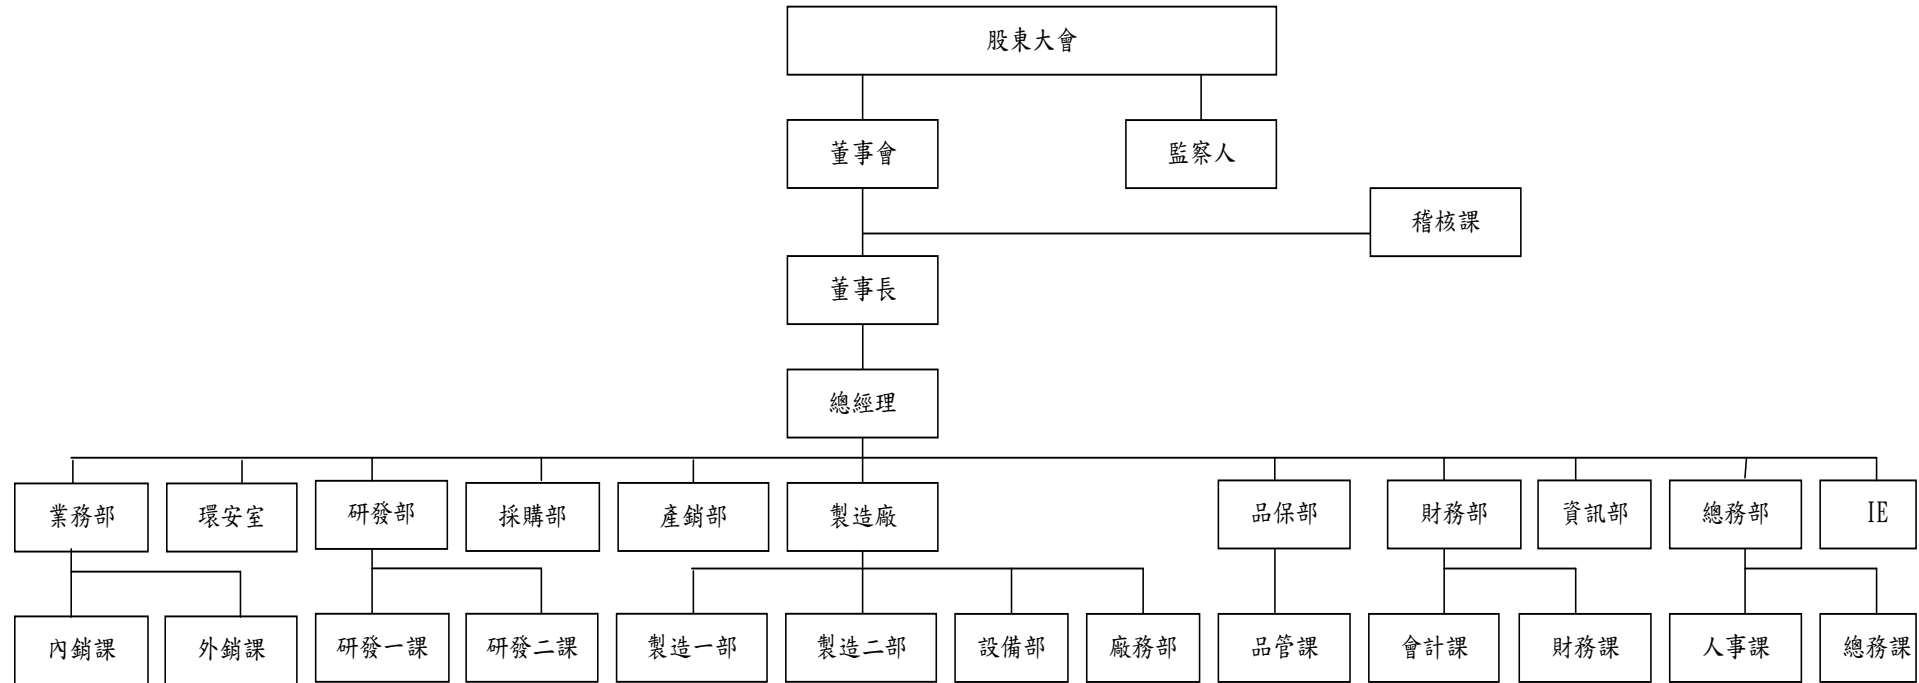 股東大會
董事會
監察人
稽核課
董事長
總經理
業務部
環安室
研發部
採購部
產銷部
製造廠
品保部
財務部
資訊部
總務部
IE
內銷課
外銷課
研發一課
研發二課
製造一部
製造二部
設備部
廠務部
品管課
會計課
財務課
人事課
總務課